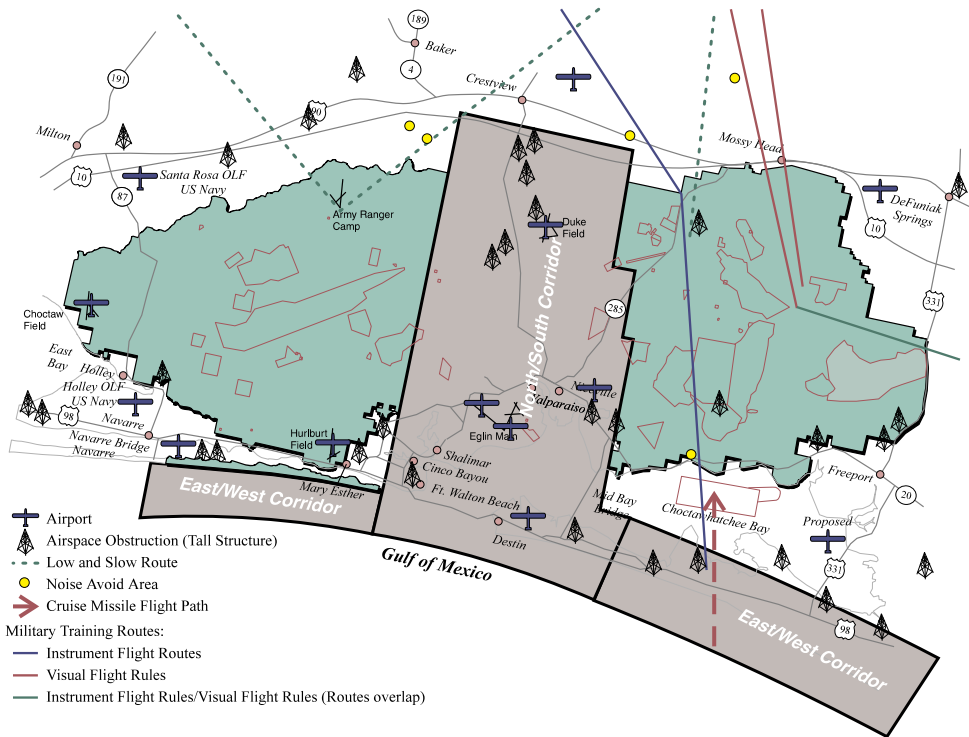 189
Baker
191
4
Crestview
90
Milton
Mossy Head
10
Santa Rosa OLF
US Navy
87
DeFuniak
Springs
Army Ranger
Camp
Duke
Field
10
North/South Corridor
331
285
Choctaw
Field
East
Bay
Holley
Holley OLF
US Navy
Niceville
Valparaiso
98
Navarre
Eglin Main
Hurlburt
Field
Navarre Bridge
Navarre
Shalimar
Cinco Bayou
Freeport
Mary Esther
East/West Corridor
Ft. Walton Beach
Mid Bay
Bridge
Choctawhatchee Bay
20
Proposed
Destin
Gulf of Mexico
331
98
East/West Corridor
Airport
Airspace Obstruction (Tall Structure)
Low and Slow Route
Noise Avoid Area
Cruise Missile Flight Path
Military Training Routes:
Instrument Flight Routes
Visual Flight Rules
Instrument Flight Rules/Visual Flight Rules (Routes overlap)